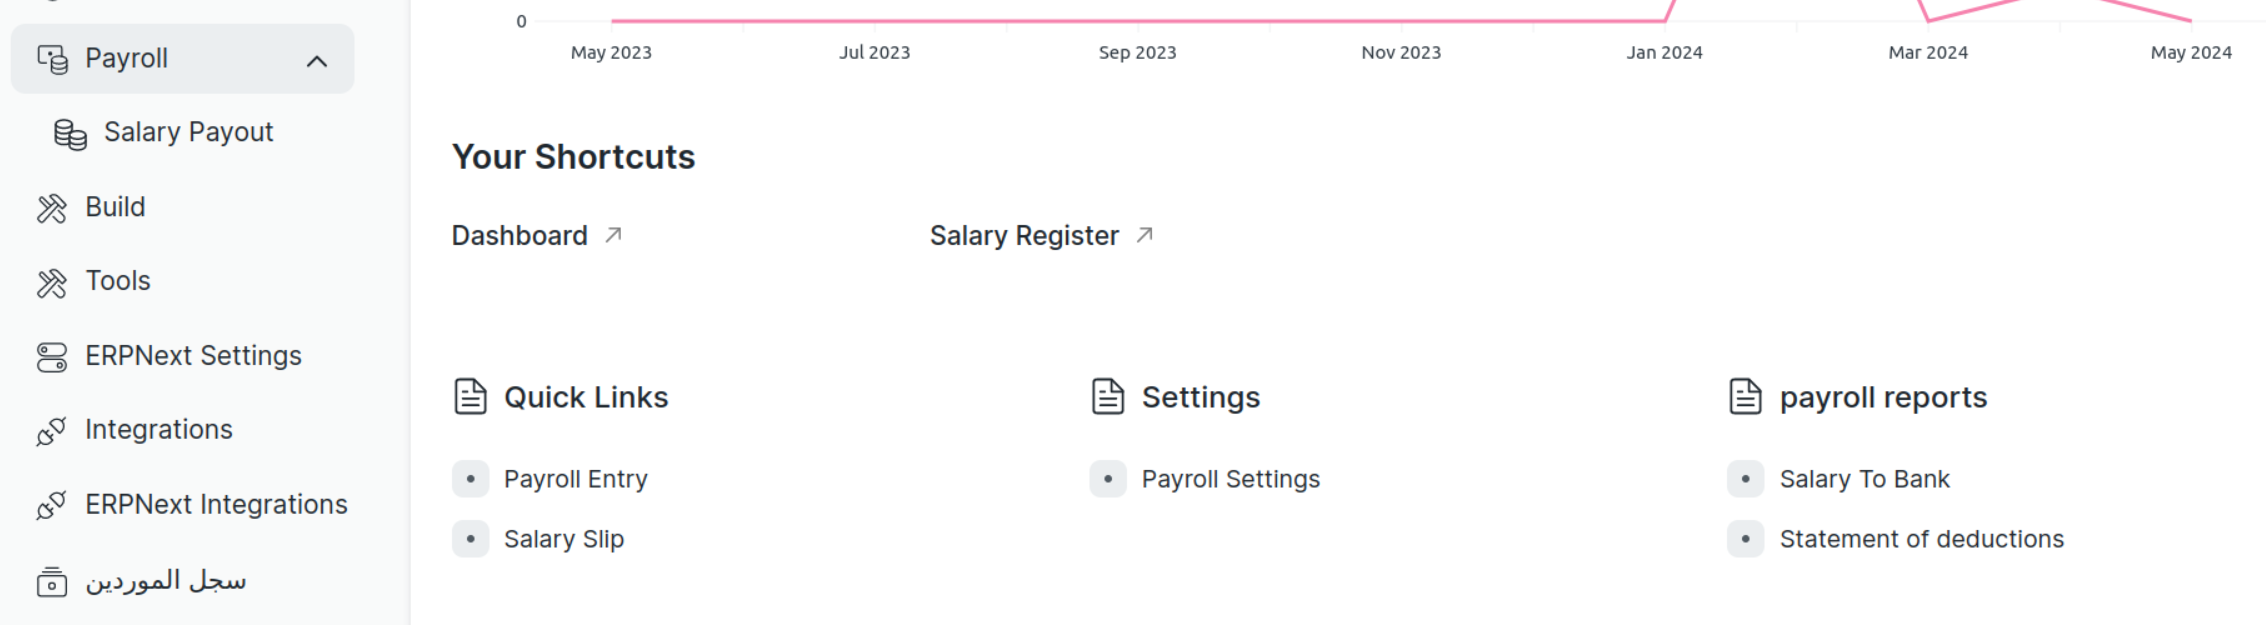 Payroll
Salary Payout
Build
Tools
ERPNext Settings
Integrations
ERPNext Integrations
سجل الموردين
0
May 2023 Jul 2023 Sep 2023 Nov 2023 Jan 2024 Mar 2024 May 2024
Your Shortcuts
Dashboard
Salary Register
Quick Links
Payroll Entry
Salary Slip
Settings
Payroll Settings
payroll reports
Salary To Bank
Statement of deductions